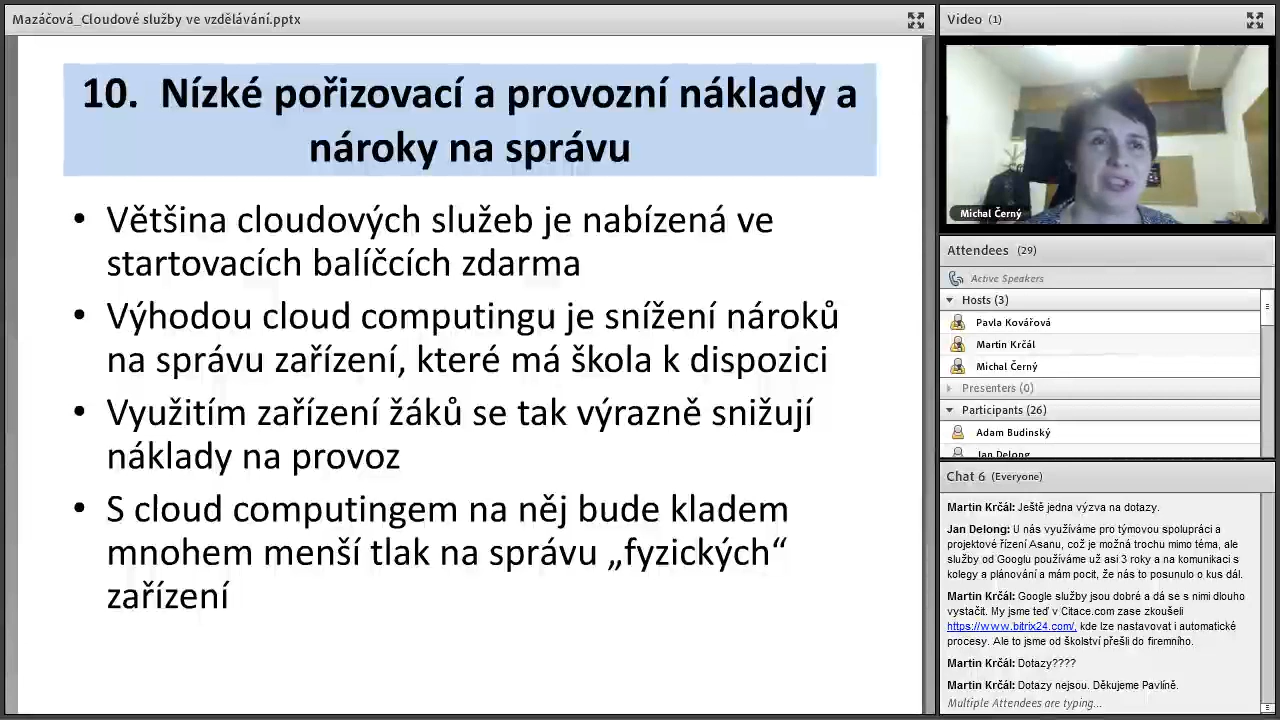 Mazáčová_Cloudové služby ve vzdělávání.pptx
10. Nízké pořizovací a provozní náklady a
nároky na správu
• Většina cloudových služeb je nabízená ve
startovacích balíčcích zdarma
• Výhodou cloud computingu je snížení nároků
na správu zařízení, které má škola k dispozici
• Využitím zařízení žáků se tak výrazně snižují
náklady na provoz
• S cloud computingem na něj bude kladem
mnohem menší tlak na správu „fyzických“
zařízení
Video (1)
Michal Černý
Attendees (29)
Active Speakers
Hosts (3)
Pavla Kovářová
Martin Krčál
Michal Černý
Presenters (0)
Participants (26)
Adam Budínský
Jan Delong
Chat 6 (Everyone)
Martin Krčál: Ještě jedna výzva na dotazy.
Jan Delong: U nás využíváme pro týmovou spolupráci a
projektové řízení Asanu, což je možná trochu mimo téma, ale
služby od Googlu používáme už asi 3 roky a na komunikaci s
kolegy a plánování a mám pocit, že nás to posunulo o kus dál.
Martin Krčál: Google služby jsou dobré a dá se s nimi dlouho
vystačit. My jsme teď v Citace.com zase zkoušeli
https://www.bitrix24.com/, kde lze nastavovat i automatické
procesy. Ale to jsme od školství přešli do firemního.
Martin Krčál: Dotazy????
Martin Krčál: Dotazy nejsou. Děkujeme Pavlíně.
Multiple Attendees are typing...